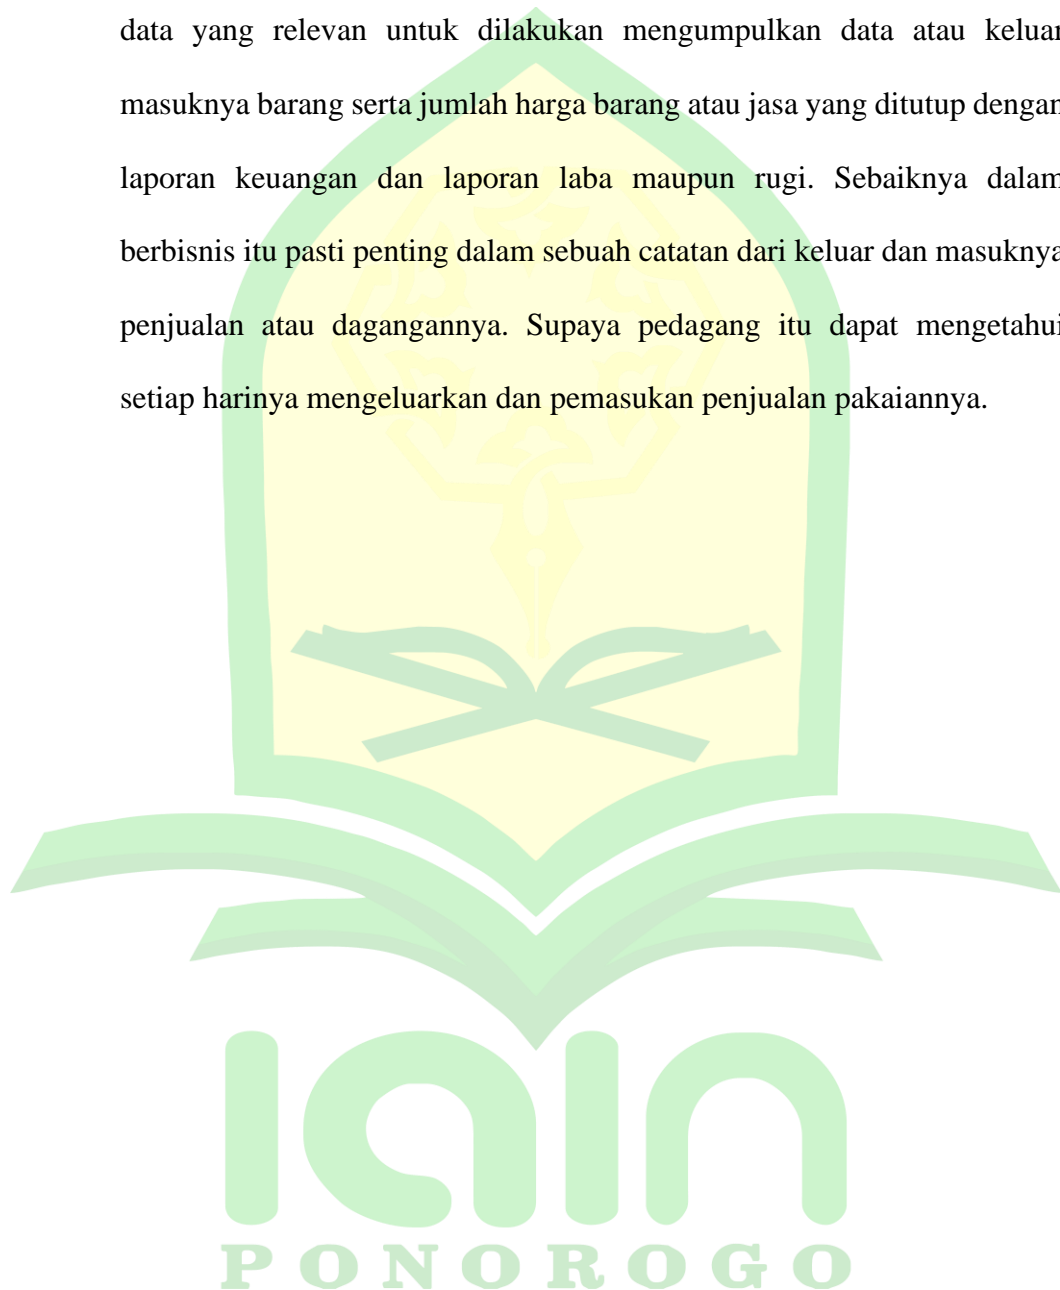 data yang relevan untuk dilakukan mengumpulkan data atau keluar
masuknya barang serta jumlah harga barang atau jasa yang ditutup dengan
laporan keuangan dan laporan laba maupun rugi. Sebaiknya dalam
berbisnis itu pasti penting dalam sebuah catatan dari keluar dan masuknya
penjualan atau dagangannya. Supaya pedagang itu dapat mengetahui
setiap harinya mengeluarkan dan pemasukan penjualan pakaiannya.
iain
PONOROGO